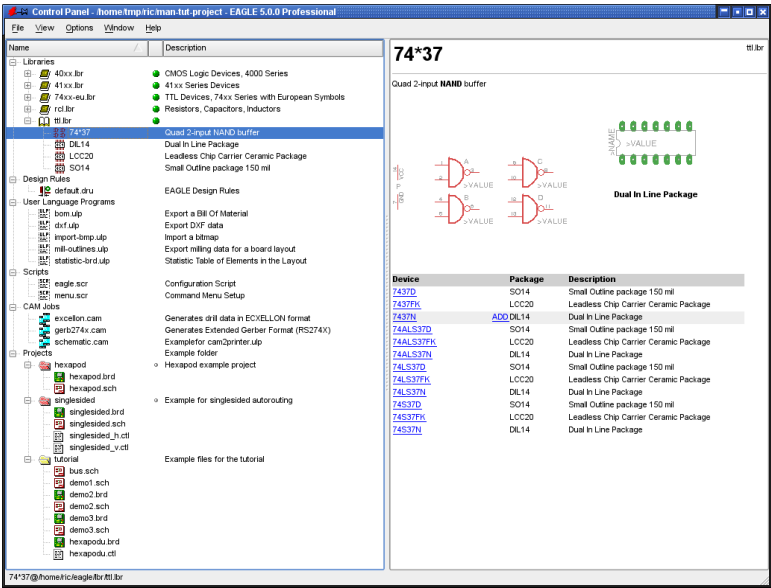 Control Panel - /home/tmp/ric/man-tut-project - EAGLE 5.0.0 Professional
File View Options Window Help
Name Description
Libraries
40xx.lbr CMOS Logic Devices, 4000 Series
41xx.lbr 41xx Series Devices
74xx-eu.lbr TTL Devices, 74xx Series with European Symbols
rcl.lbr Resistors, Capacitors, Inductors
ttl.lbr
74*37 Quad 2-input NAND buffer
DIL14 Dual In Line Package
LCC20 Leadless Chip Carrier Ceramic Package
SO14 Small Outline package 150 mil
Design Rules
default.dru EAGLE Design Rules
User Language Programs
bom.ulp Export a Bill Of Material
dxf.ulp Export DXF data
import-bmp.ulp Import a bitmap
mill-outlines.ulp Export milling data for a board layout
statistic-brd.ulp Statistic Table of Elements in the Layout
Scripts
eagle.scr Configuration Script
menu.scr Command Menu Setup
CAM Jobs
excellon.cam Generates drill data in ECXELLON format
gerb274x.cam Generates Extended Gerber Format (RS274X)
schematic.cam Examplefor cam2printer.ulp
Projects Example folder
hexapod Hexapod example project
hexapod.brd
hexapod.sch
singlesided Example for singlesided autorouting
singlesided.brd
singlesided.sch
singlesided_h.ctl
singlesided_v.ctl
tutorial Example files for the tutorial
bus.sch
demo1.sch
demo2.brd
demo2.sch
demo3.brd
demo3.sch
hexapodu.brd
hexapodu.ctl
74*37 ttl.lbr
Quad 2-input NAND buffer
>NAME
>VALUE
Dual In Line Package
VCC
P
GND
A
>VALUE
C
>VALUE
B
>VALUE
D
>VALUE
Device Package Description
7437D SO14 Small Outline package 150 mil
7437FK LCC20 Leadless Chip Carrier Ceramic Package
7437N ADD DIL14 Dual In Line Package
74ALS37D SO14 Small Outline package 150 mil
74ALS37FK LCC20 Leadless Chip Carrier Ceramic Package
74ALS37N DIL14 Dual In Line Package
74LS37D SO14 Small Outline package 150 mil
74LS37FK LCC20 Leadless Chip Carrier Ceramic Package
74LS37N DIL14 Dual In Line Package
74S37D SO14 Small Outline package 150 mil
74S37FK LCC20 Leadless Chip Carrier Ceramic Package
74S37N DIL14 Dual In Line Package
74*37@/home/ric/eagle/lbr/ttl.lbr